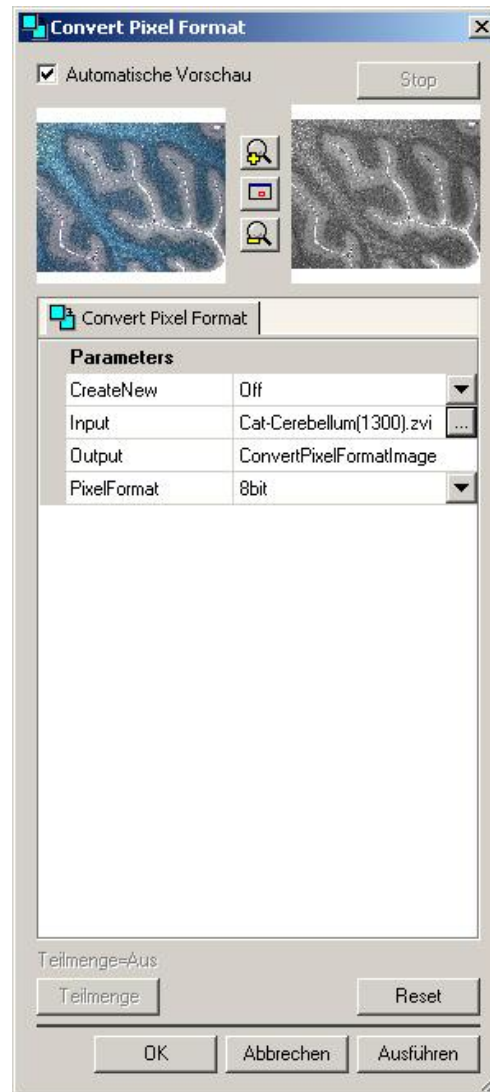 Convert Pixel Format
Automatische Vorschau
Stop
Convert Pixel Format
Parameters
CreateNew Off
Input Cat-Cerebellum(1300).zvi ...
Output ConvertPixelFormatImage
PixelFormat 8bit
Teilmenge=Aus
Teilmenge Reset
OK Abbrechen Ausführen